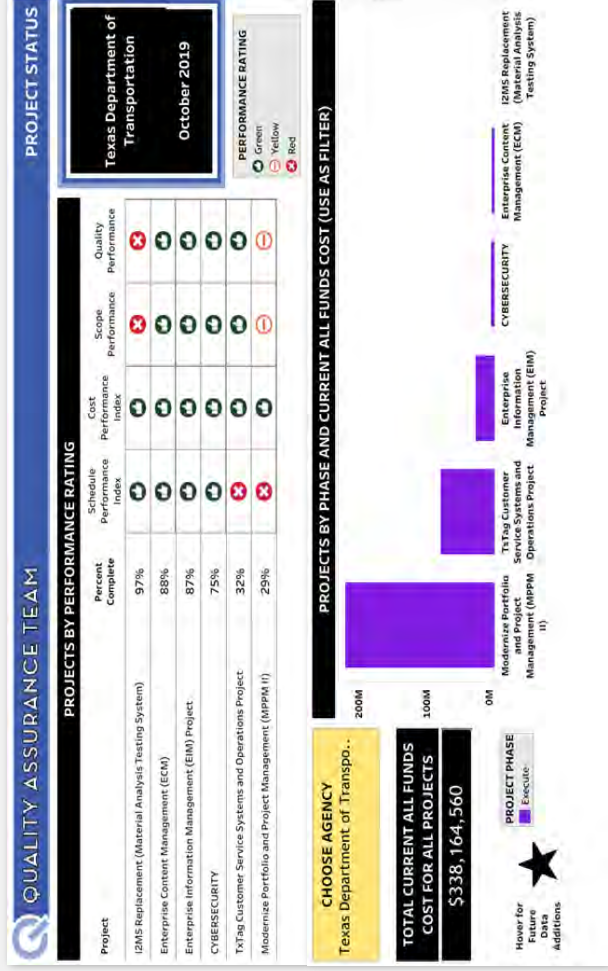 QUALITY ASSURANCE TEAM
PROJECT STATUS
PROJECTS BY PERFORMANCE RATING
Project
Percent
Complete
Schedule
Performance
Index
Cost
Performance
Index
Scope
Performance
Quality
Performance
I2MS Replacement (Material Analysis Testing System)
97%
Enterprise Content Management (ECM)
88%
Enterprise Information Management (EIM) Project
87%
CYBERSECURITY
75%
TxTag Customer Service Systems and Operations Project
32%
Modernize Portfolio and Project Management (MPPM II)
29%
Texas Department of
Transportation
October 2019
PERFORMANCE RATING
Green
Yellow
Red
CHOOSE AGENCY
Texas Department of Transpo..
TOTAL CURRENT ALL FUNDS
COST FOR ALL PROJECTS
$338,164,560
Hover for
Future
Data
Additions
PROJECT PHASE
Execute
PROJECTS BY PHASE AND CURRENT ALL FUNDS COST (USE AS FILTER)
200M
100M
0M
Modernize Portfolio
and Project
Management (MPPM
II)
TxTag Customer
Service Systems and
Operations Project
Enterprise
Information
Management (EIM)
Project
CYBERSECURITY
Enterprise Content
Management (ECM)
I2MS Replacement
(Material Analysis
Testing System)